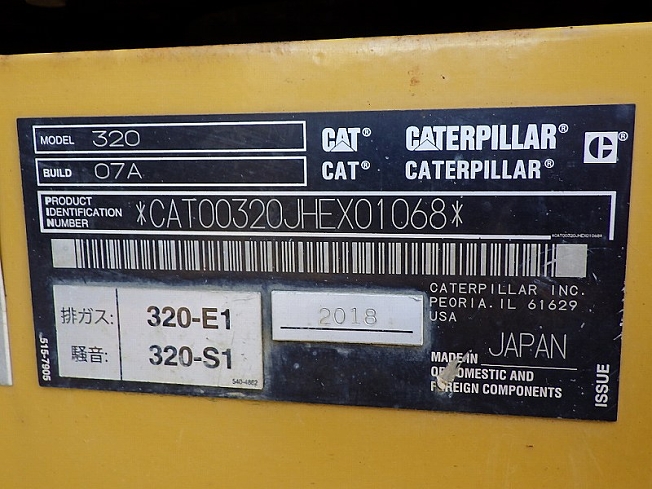 MODEL 320 CAT® CATERPILLAR®
BUILD 07A CAT® CATERPILLAR®
PRODUCT IDENTIFICATION NUMBER *CAT00320JHEX01068*
*CAT00320JHEX01068*
CATERPILLAR INC.
PEORIA. IL 61629
USA
排ガス: 320-E1
騒音: 320-S1
540-4862
2018
MADE IN JAPAN
OF DOMESTIC AND
FOREIGN COMPONENTS
515-7905
ISSUE